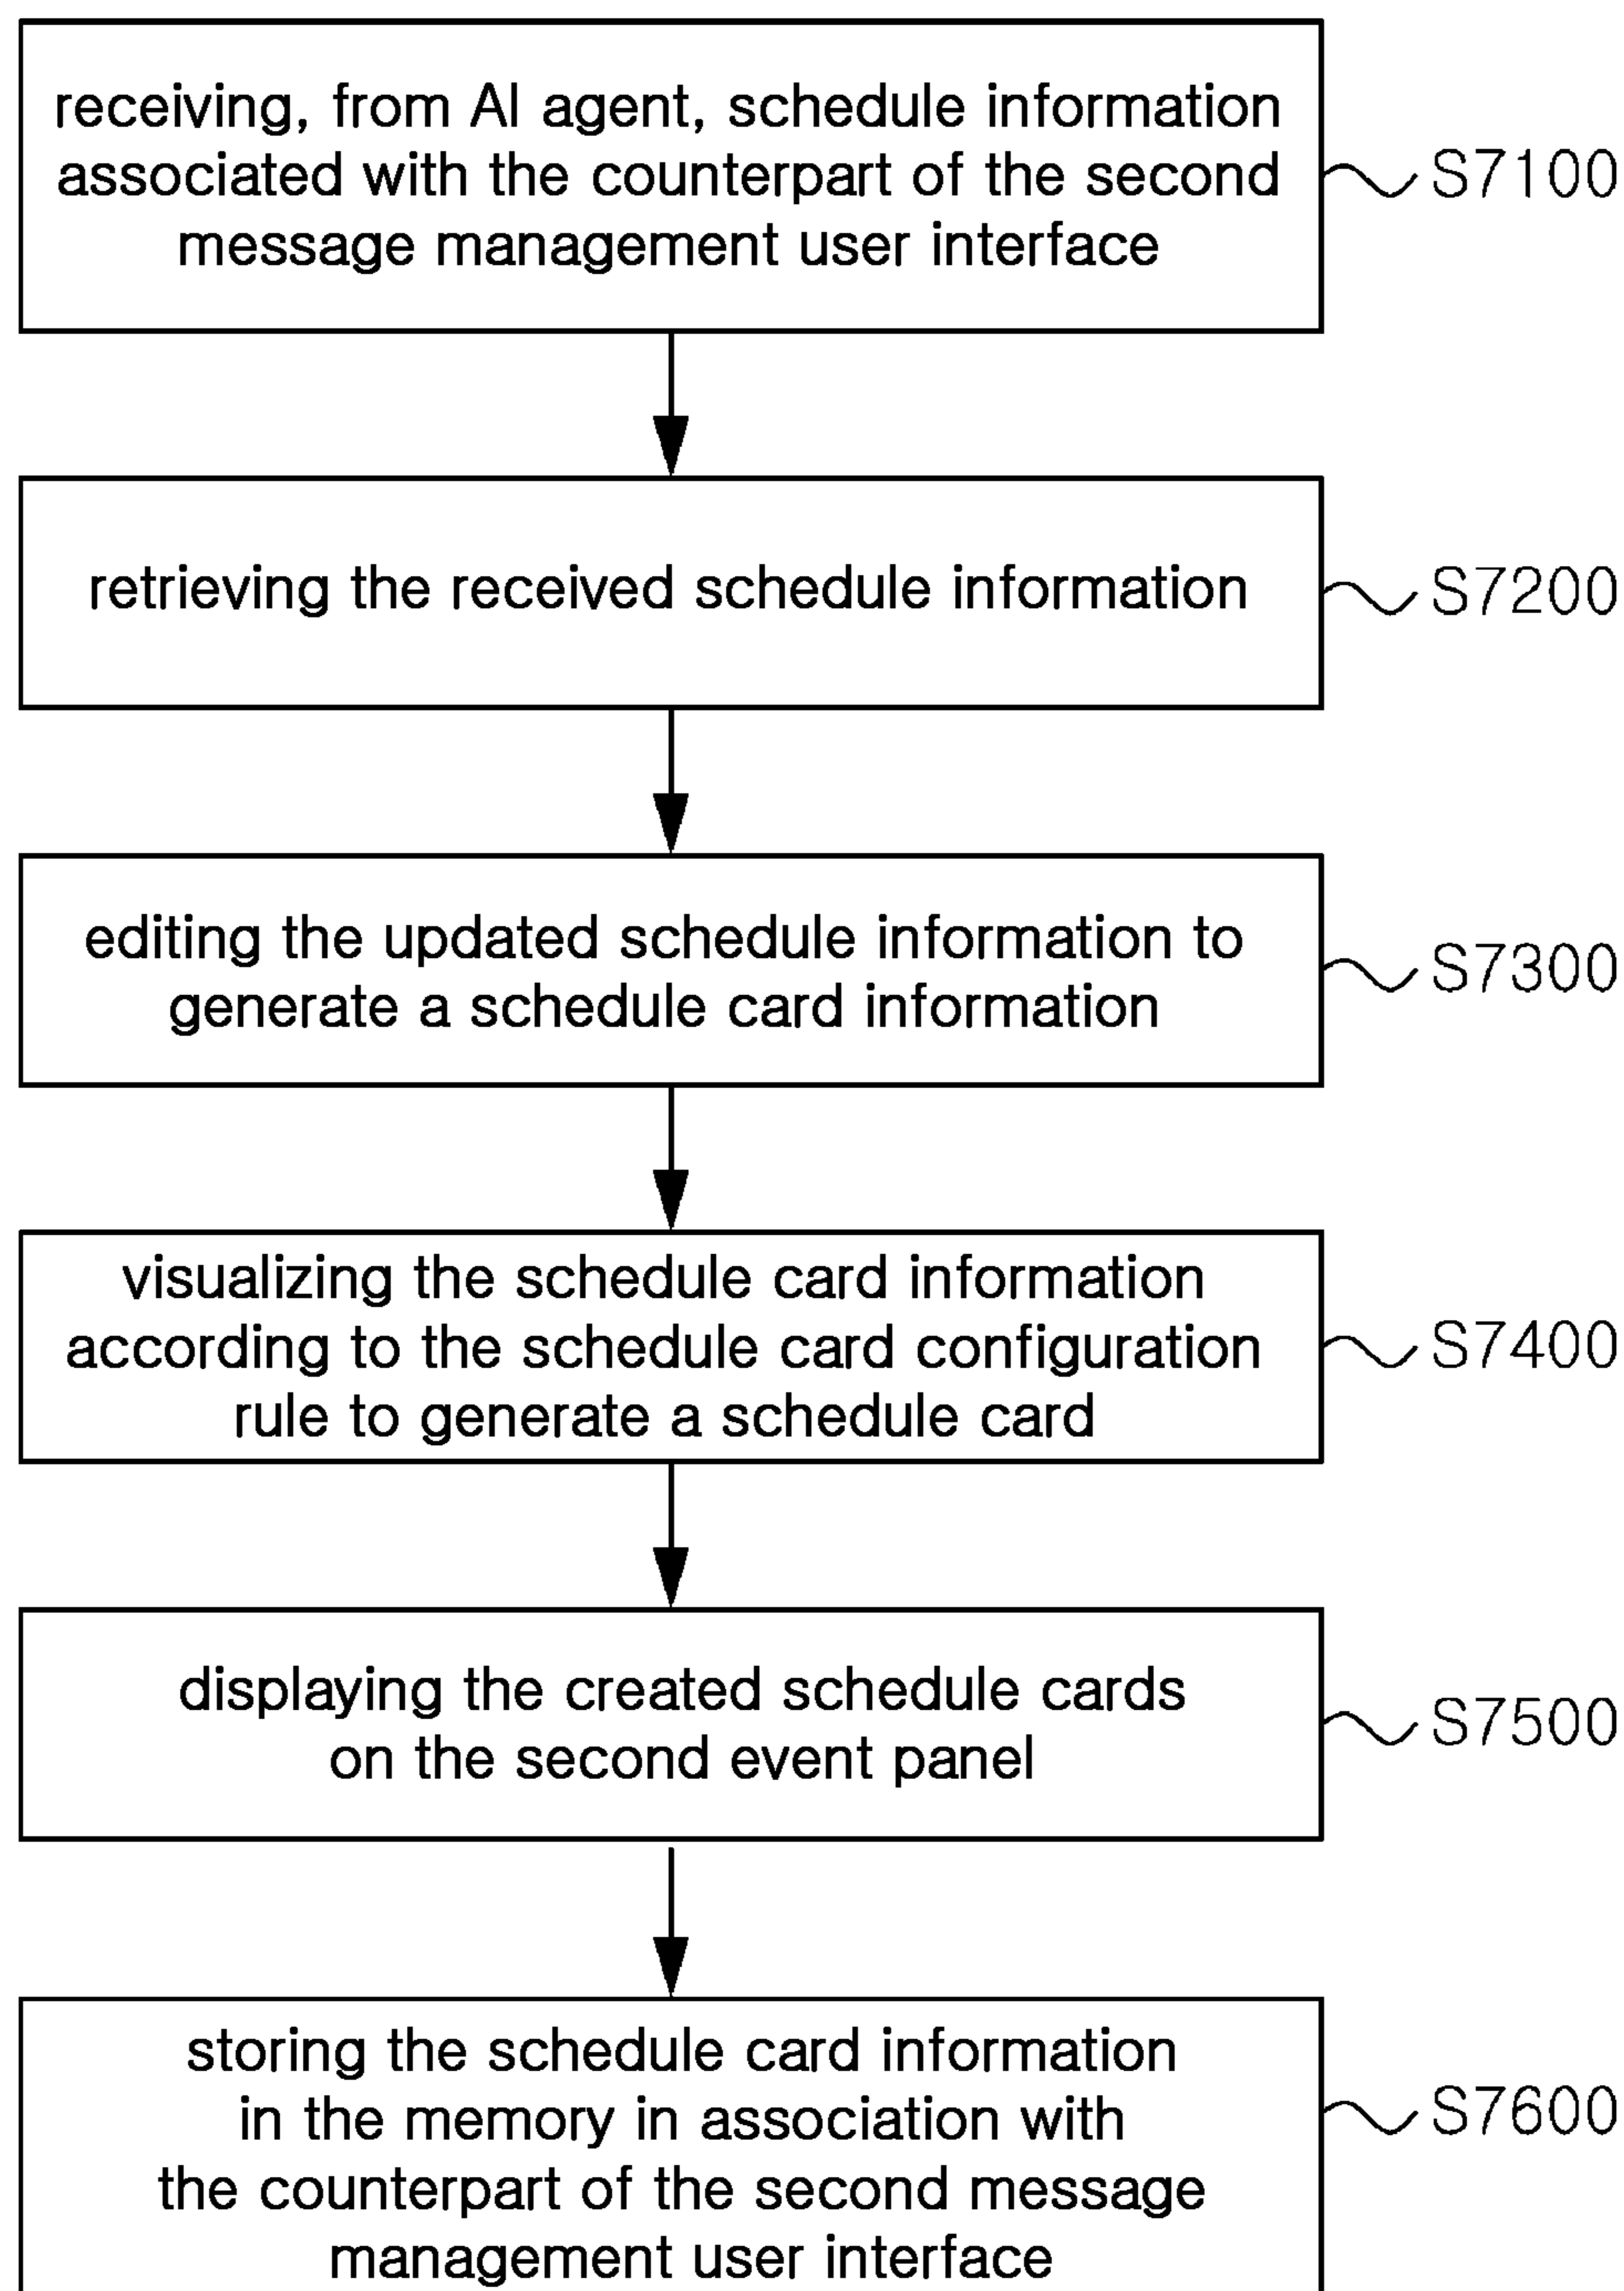 receiving, from AI agent, schedule information
associated with the counterpart of the second
message management user interface
S7100
retrieving the received schedule information
S7200
editing the updated schedule information to
generate a schedule card information
S7300
visualizing the schedule card information
according to the schedule card configuration
rule to generate a schedule card
S7400
displaying the created schedule cards
on the second event panel
S7500
storing the schedule card information
in the memory in association with
the counterpart of the second message
management user interface
S7600